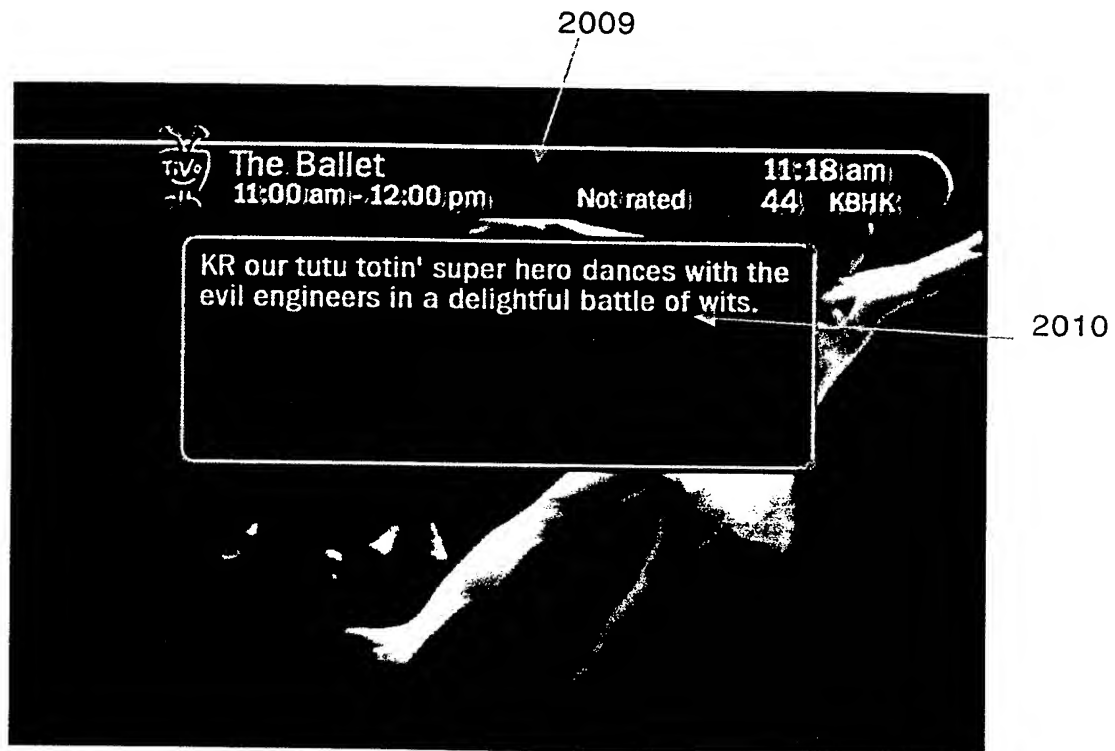 2009
TiVo
The Ballet
11:18 am
11:00 am - 12:00 pm
Not rated
44 KBHK
KR our tutu totin' super hero dances with the
evil engineers in a delightful battle of wits.
2010